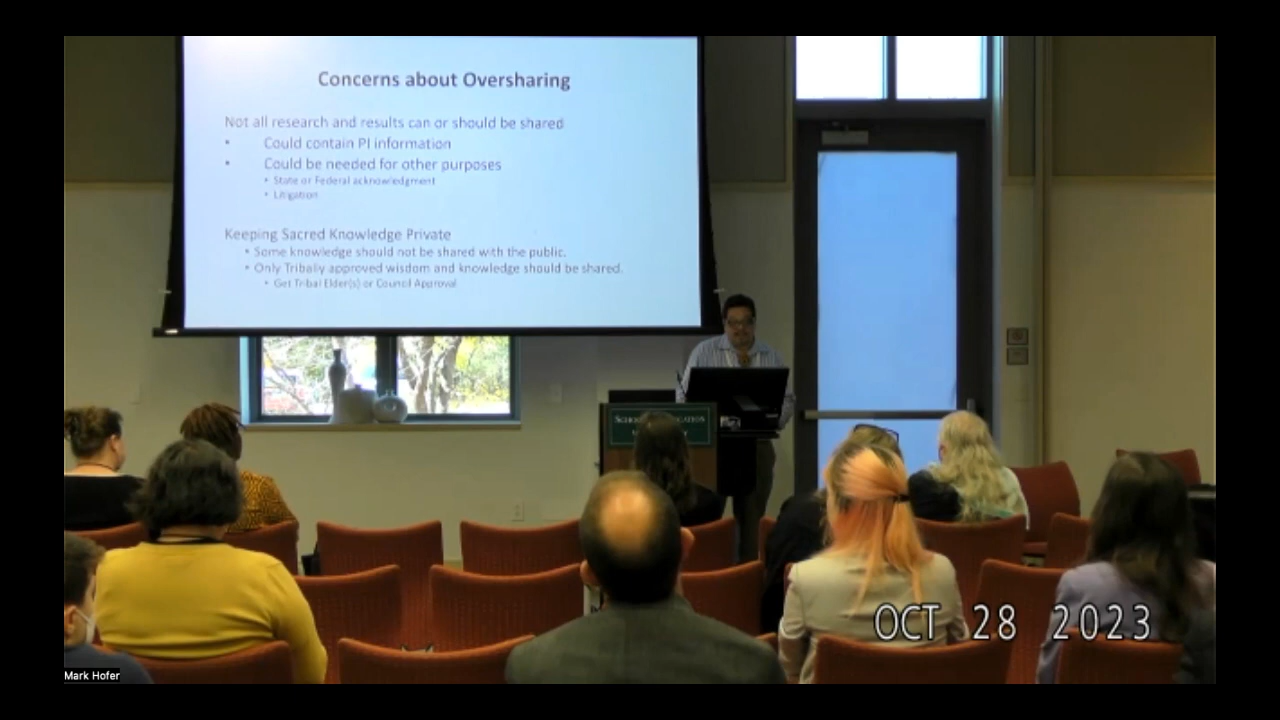 Concerns about Oversharing
Not all research and results can or should be shared
• Could contain PI information
• Could be needed for other purposes
• State or Federal acknowledgment
• Litigation
Keeping Sacred Knowledge Private
• Some knowledge should not be shared with the public.
• Only Tribally approved wisdom and knowledge should be shared.
• Get Tribal Elder(s) or Council Approval
OCT 28 2023
Mark Hofer